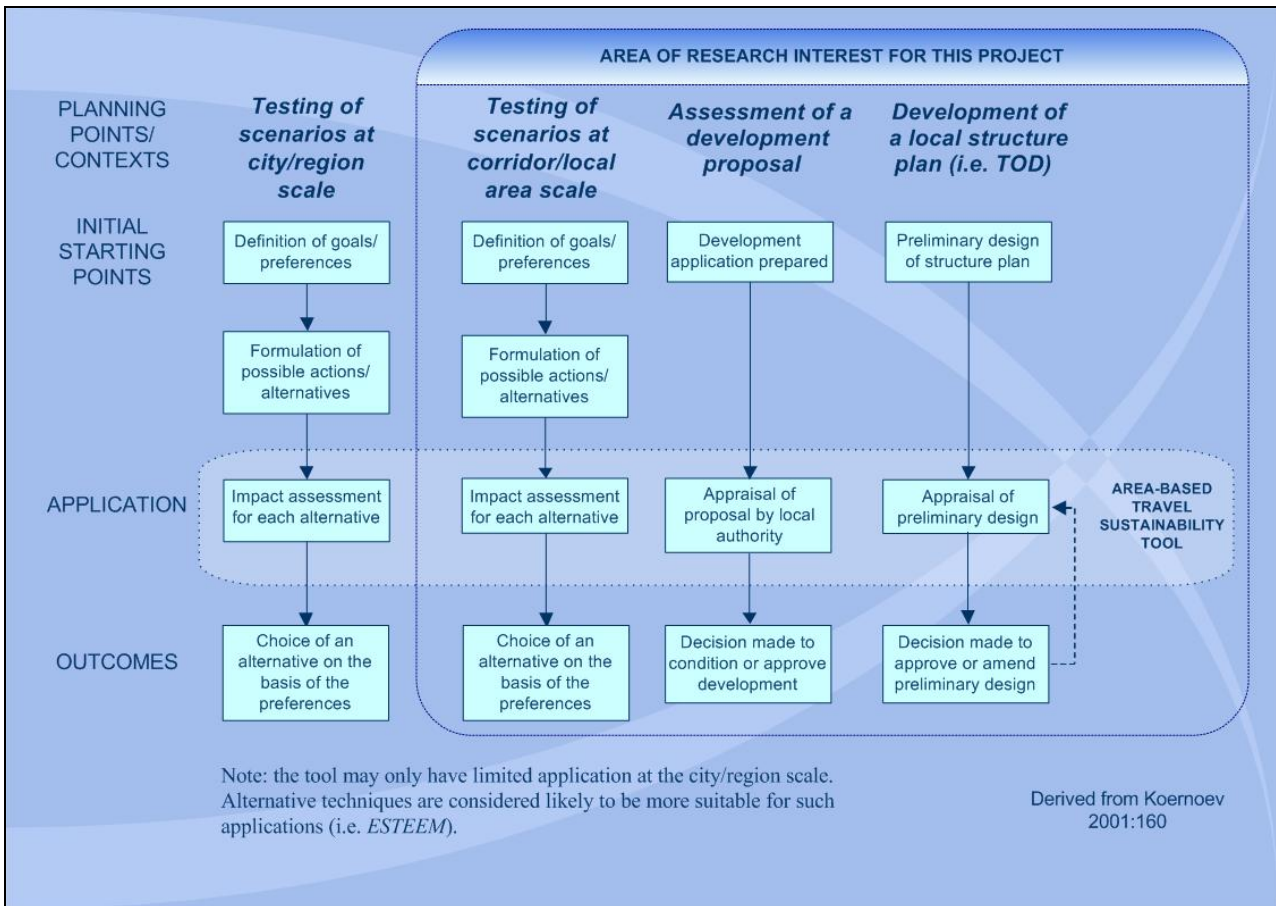 AREA OF RESEARCH INTEREST FOR THIS PROJECT
PLANNING
POINTS/
CONTEXTS
Testing of
scenarios at
city/region
scale
Testing of
scenarios at
corridor/local
area scale
Assessment of a
development
proposal
Development of
a local structure
plan (i.e. TOD)
INITIAL
STARTING
POINTS
Definition of goals/
preferences
Definition of goals/
preferences
Development
application prepared
Preliminary design
of structure plan
Formulation of
possible actions/
alternatives
Formulation of
possible actions/
alternatives
APPLICATION
Impact assessment
for each alternative
Impact assessment
for each alternative
Appraisal of
proposal by local
authority
Appraisal of
preliminary design
AREA-BASED
TRAVEL
SUSTAINABILITY
TOOL
OUTCOMES
Choice of an
alternative on the
basis of the
preferences
Choice of an
alternative on the
basis of the
preferences
Decision made to
condition or approve
development
Decision made to
approve or amend
preliminary design
Note: the tool may only have limited application at the city/region scale.
Alternative techniques are considered likely to be more suitable for such
applications (i.e. ESTEEM).
Derived from Koernoev
2001:160